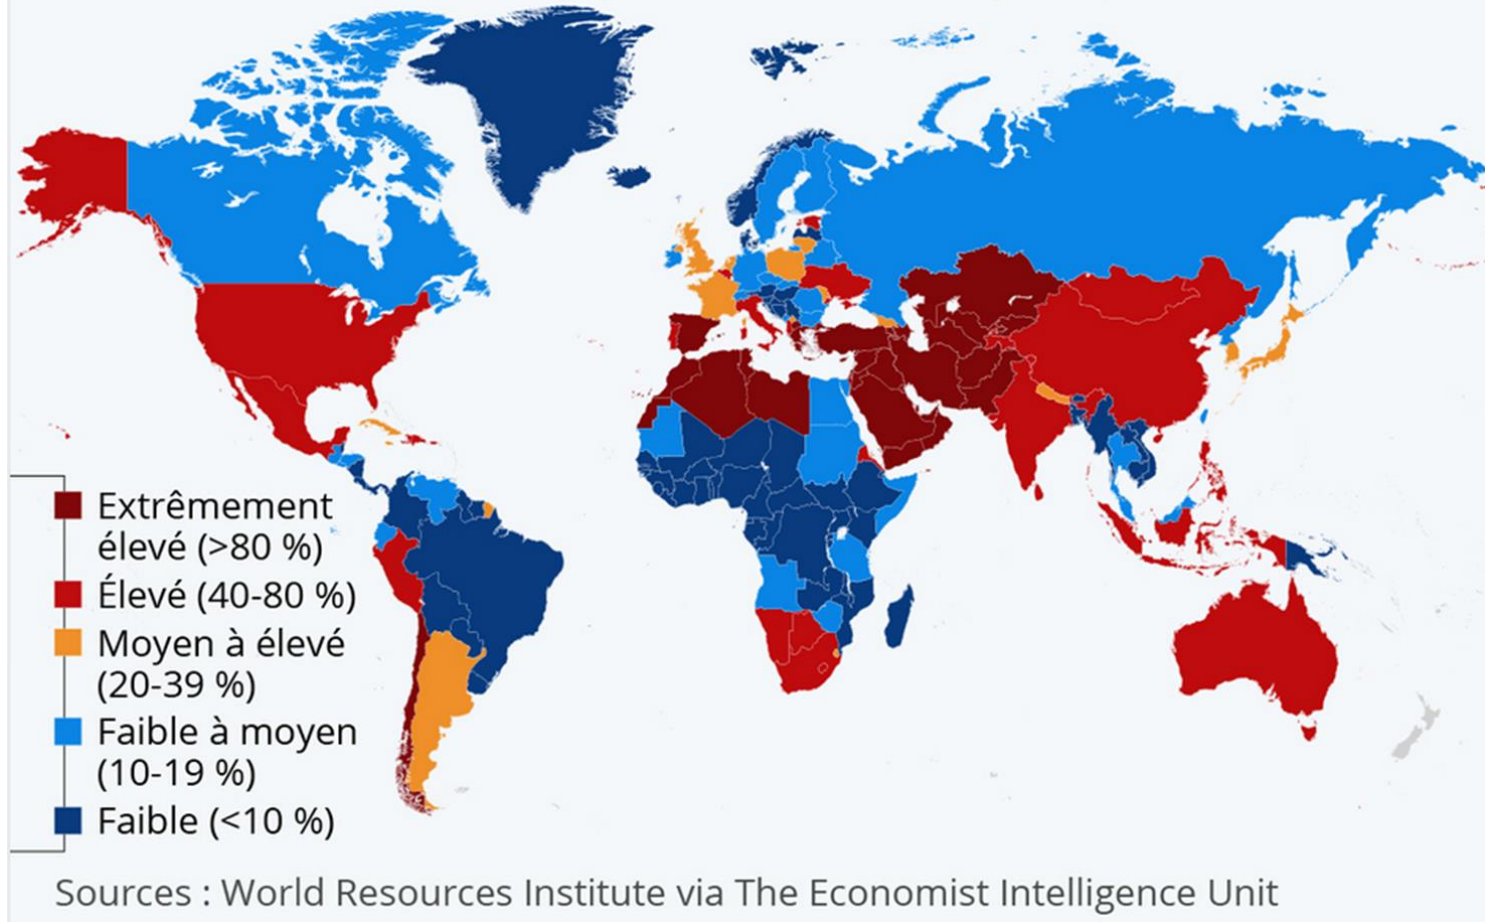 Extrêmement
élevé (>80 %)
Élevé (40-80 %)
Moyen à élevé
(20-39 %)
Faible à moyen
(10-19 %)
Faible (<10 %)
Sources : World Resources Institute via The Economist Intelligence Unit